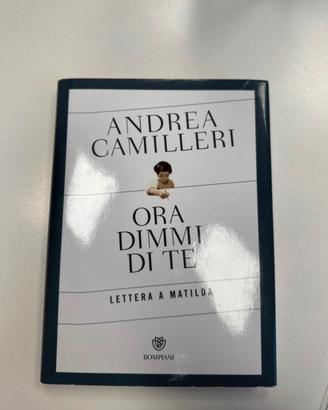 ANDREA
CAMILLERI
ORA
DIMMI
DI TE
LETTERA A MATILDA
BOMPIANI